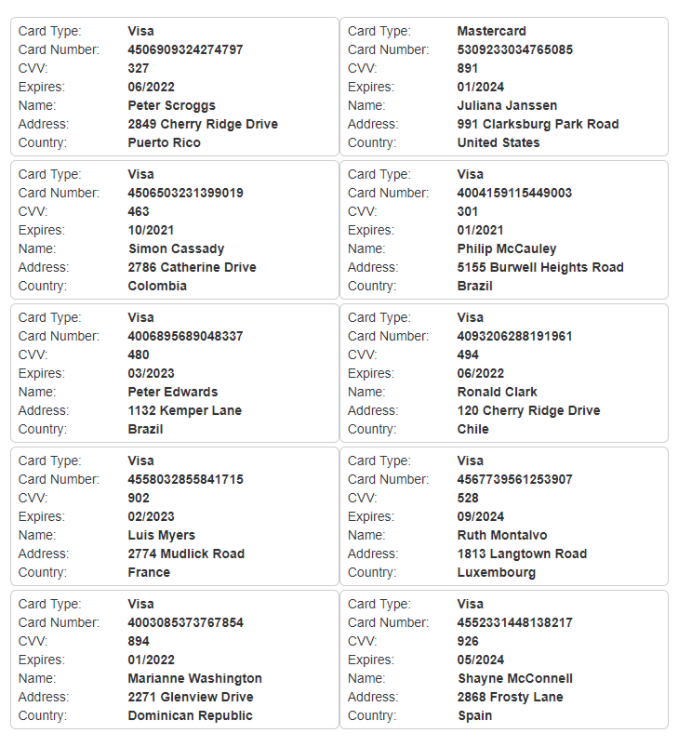 Card Type: Visa
Card Number: 4506909324274797
CVV: 327
Expires: 06/2022
Name: Peter Scroggs
Address: 2849 Cherry Ridge Drive
Country: Puerto Rico
Card Type: Mastercard
Card Number: 5309233034765085
CVV: 891
Expires: 01/2024
Name: Juliana Janssen
Address: 991 Clarksburg Park Road
Country: United States
Card Type: Visa
Card Number: 4506503231399019
CVV: 463
Expires: 10/2021
Name: Simon Cassady
Address: 2786 Catherine Drive
Country: Colombia
Card Type: Visa
Card Number: 4004159115449003
CVV: 301
Expires: 01/2021
Name: Philip McCauley
Address: 5155 Burwell Heights Road
Country: Brazil
Card Type: Visa
Card Number: 4006895689048337
CVV: 480
Expires: 03/2023
Name: Peter Edwards
Address: 1132 Kemper Lane
Country: Brazil
Card Type: Visa
Card Number: 4093206288191961
CVV: 494
Expires: 06/2022
Name: Ronald Clark
Address: 120 Cherry Ridge Drive
Country: Chile
Card Type: Visa
Card Number: 4558032855841715
CVV: 902
Expires: 02/2023
Name: Luis Myers
Address: 2774 Mudlick Road
Country: France
Card Type: Visa
Card Number: 4567739561253907
CVV: 528
Expires: 09/2024
Name: Ruth Montalvo
Address: 1813 Langtown Road
Country: Luxembourg
Card Type: Visa
Card Number: 4003085373767854
CVV: 894
Expires: 01/2022
Name: Marianne Washington
Address: 2271 Glenview Drive
Country: Dominican Republic
Card Type: Visa
Card Number: 4552331448138217
CVV: 926
Expires: 05/2024
Name: Shayne McConnell
Address: 2868 Frosty Lane
Country: Spain